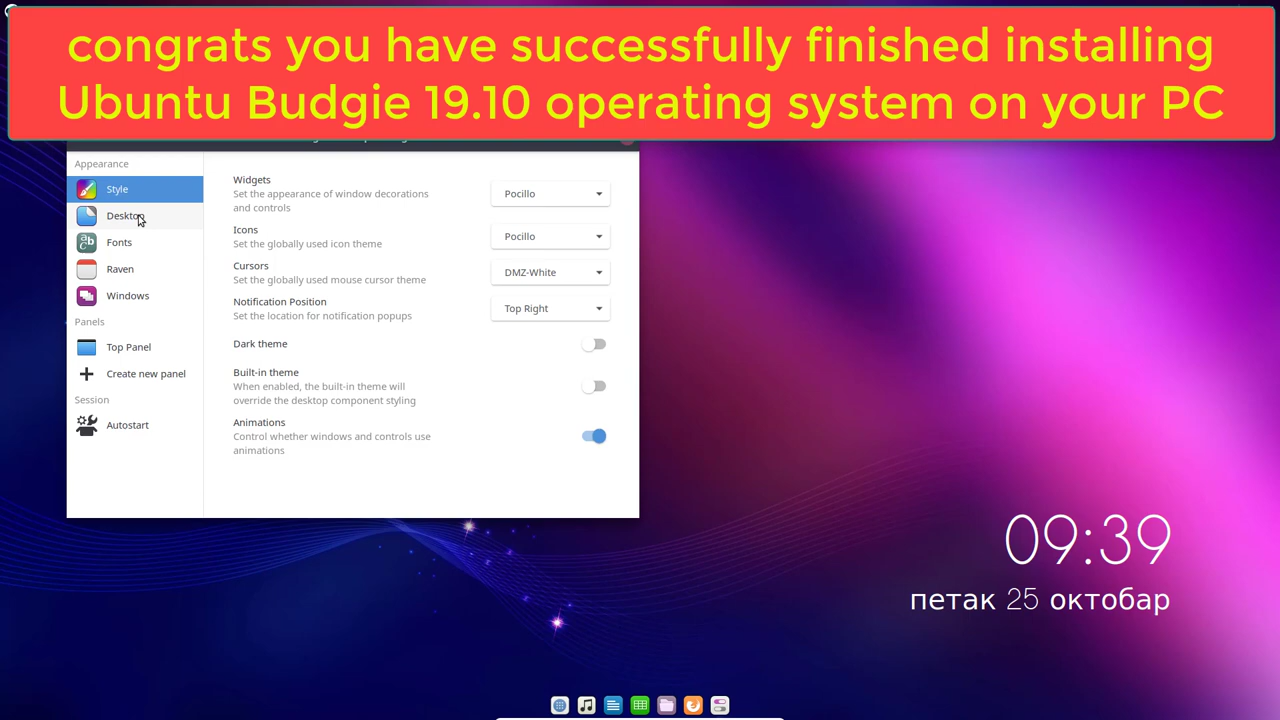 congrats you have successfully finished installing
Ubuntu Budgie 19.10 operating system on your PC
Appearance
Style
Desktop
Fonts
Raven
Windows
Panels
Top Panel
Create new panel
Session
Autostart
Widgets
Set the appearance of window decorations
and controls
Pocillo
Icons
Set the globally used icon theme
Pocillo
Cursors
Set the globally used mouse cursor theme
DMZ-White
Notification Position
Set the location for notification popups
Top Right
Dark theme
Built-in theme
When enabled, the built-in theme will
override the desktop component styling
Animations
Control whether windows and controls use
animations
09:39
петак 25 октобар